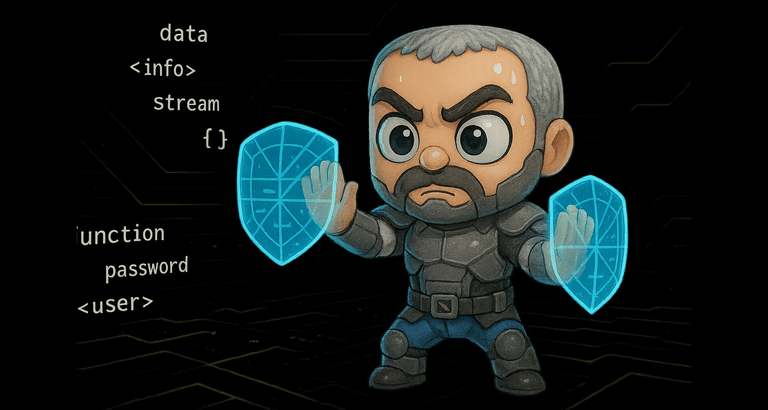 data
<info>
stream
{}
unction
password
<user>